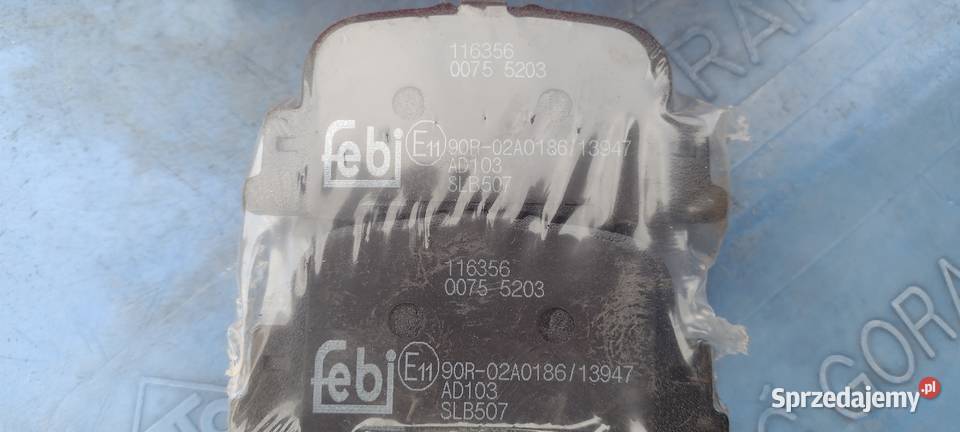 116356
0075 5203
febi E11 90R-02A0186/13947
AD103
SLB507
116356
0075 5203
febi E11 90R-02A0186/13947
AD103
SLB507
GORA
Sprzedajemy.pl